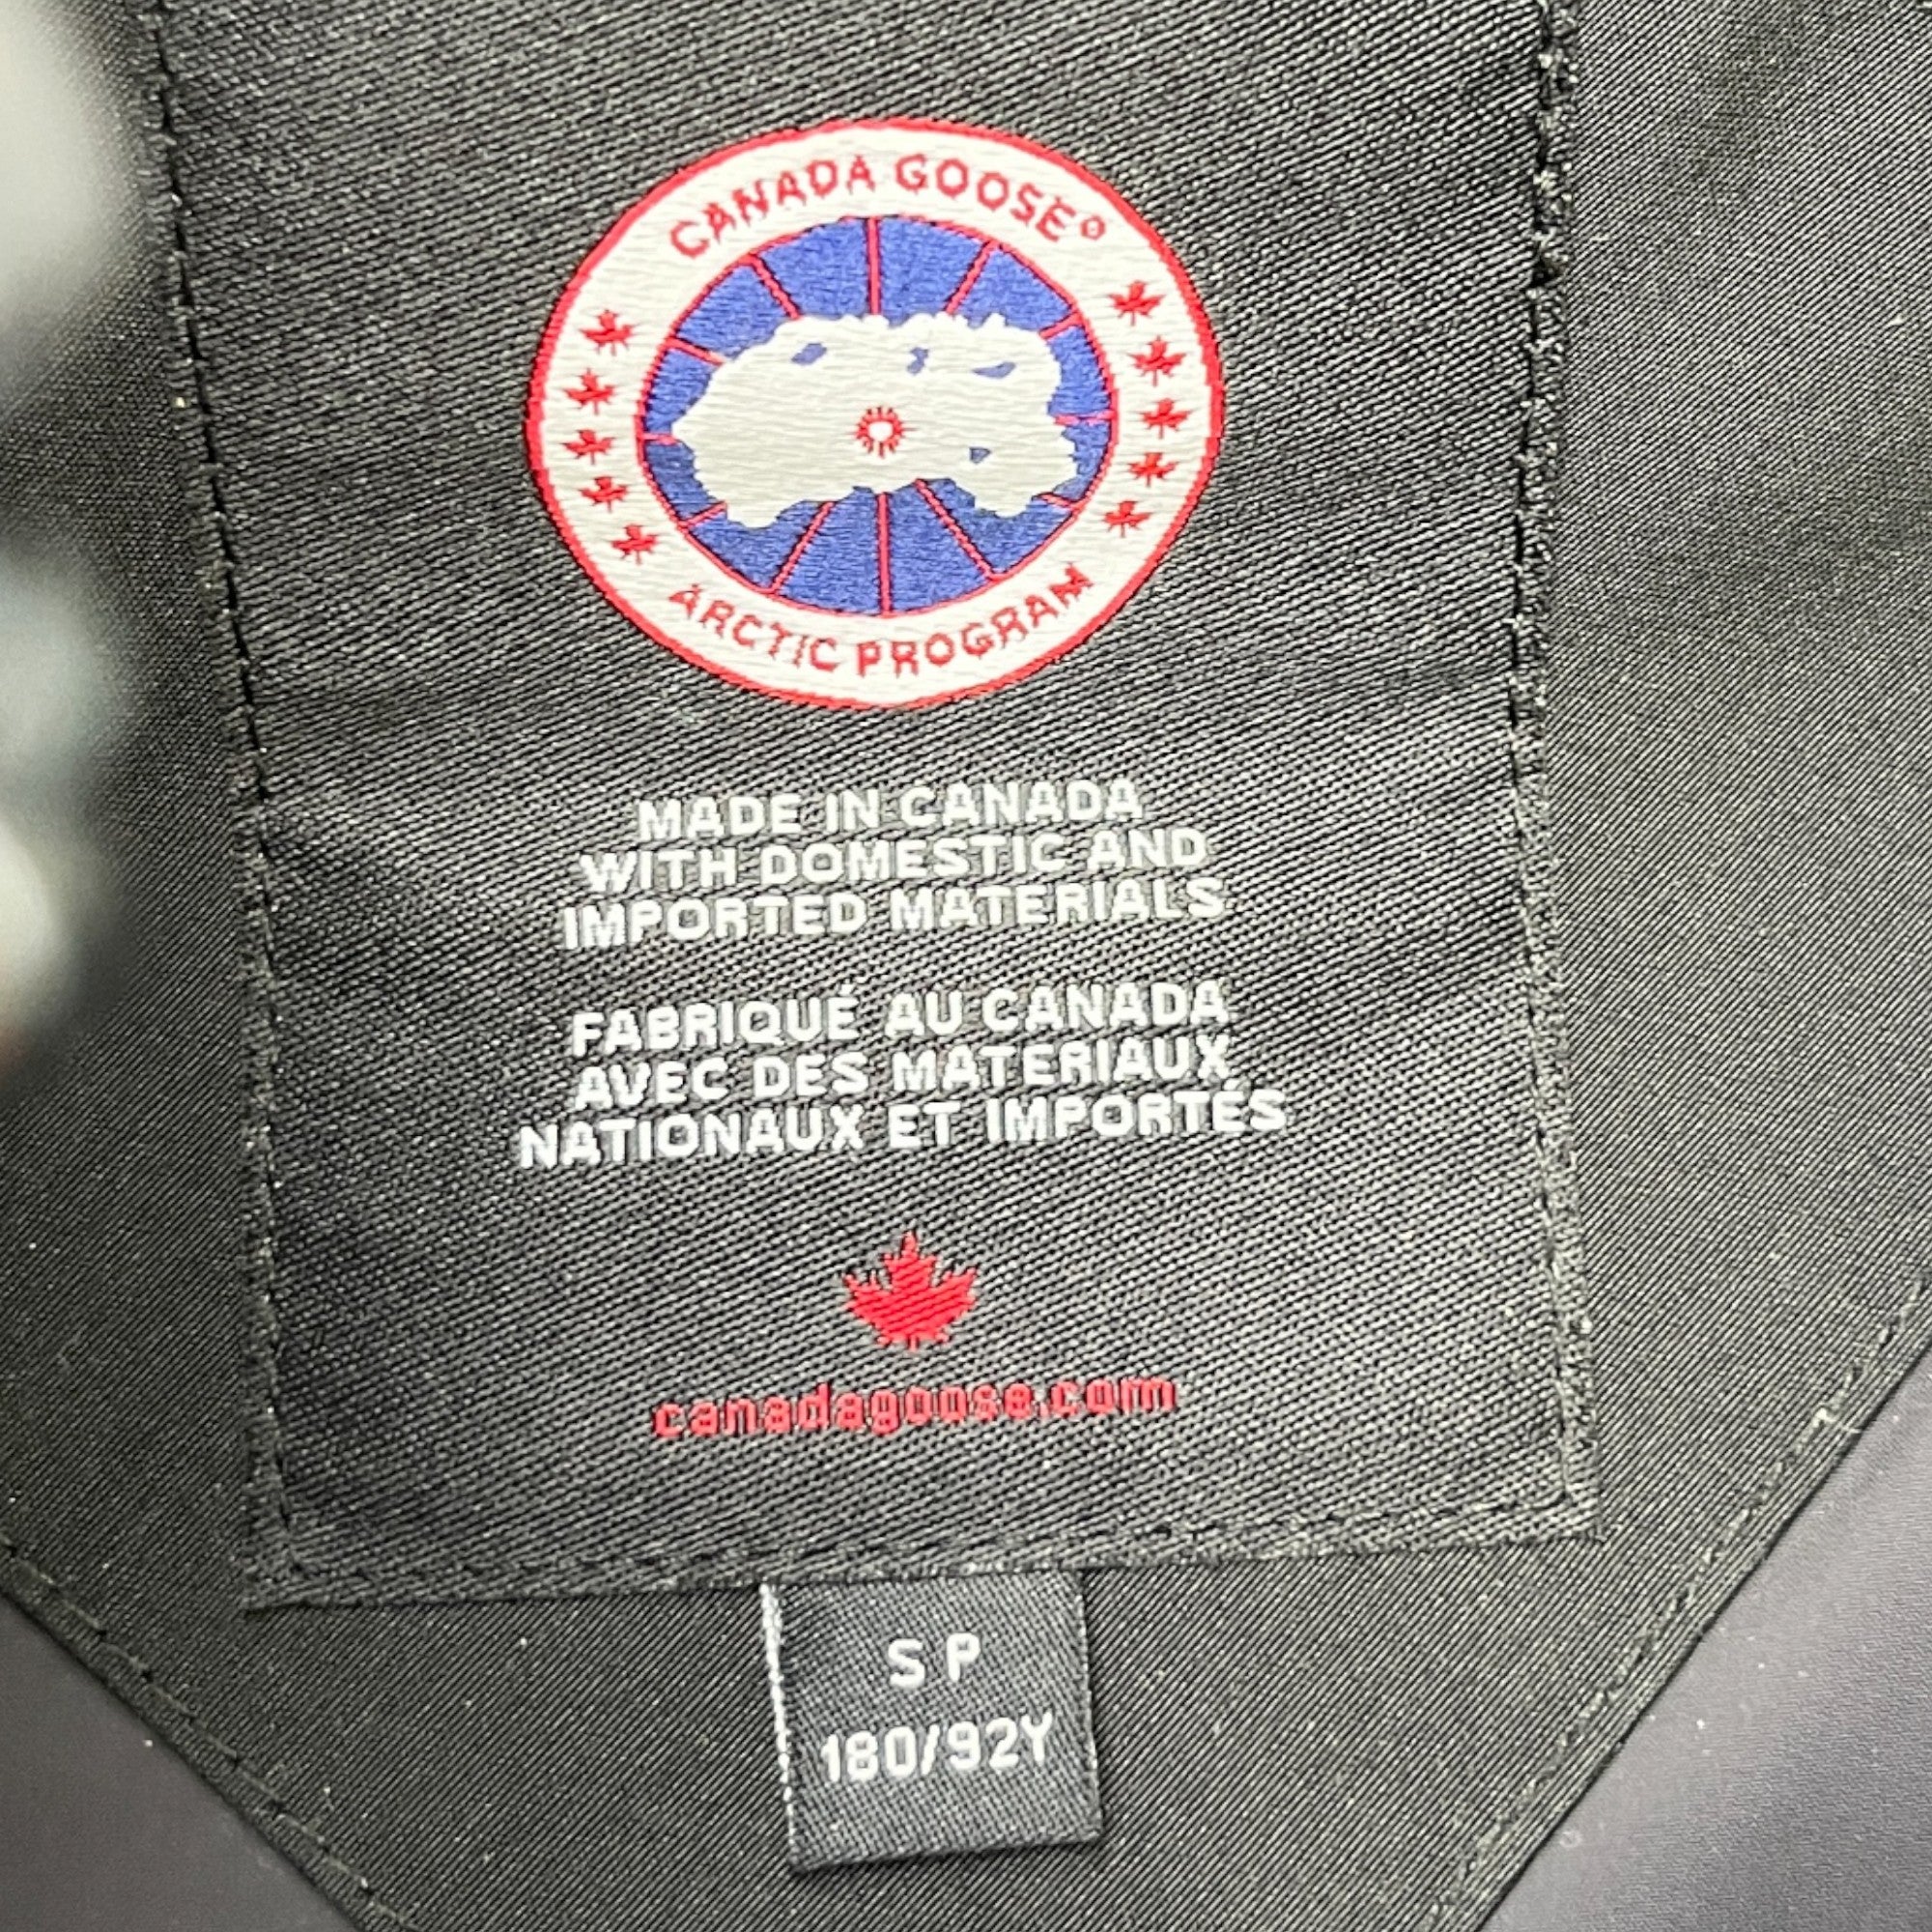 CANADA GOOSE®
ARCTIC PROGRAM
MADE IN CANADA
WITH DOMESTIC AND
IMPORTED MATERIALS
FABRIQUÉ AU CANADA
AVEC DES MATERIAUX
NATIONAUX ET IMPORTÉS
canadagoose.com
S P
180/92Y